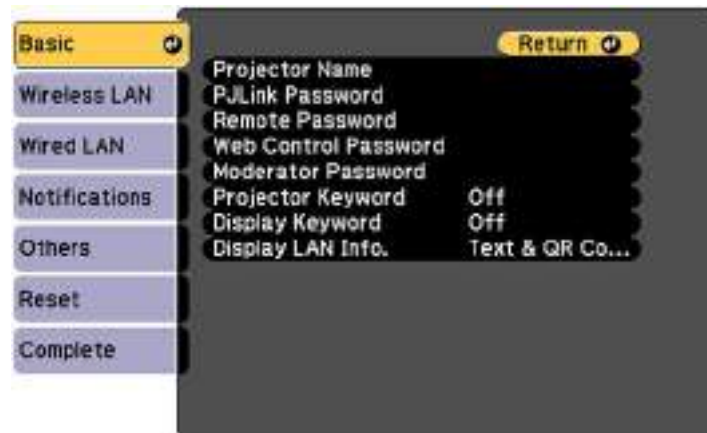 Basic
Wireless LAN
Wired LAN
Notifications
Others
Reset
Complete
Return
Projector Name
PJLink Password
Remote Password
Web Control Password
Moderator Password
Projector Keyword Off
Display Keyword Off
Display LAN Info. Text & QR Co...